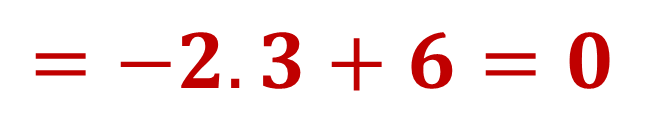 = −2. 3 + 6 = 0